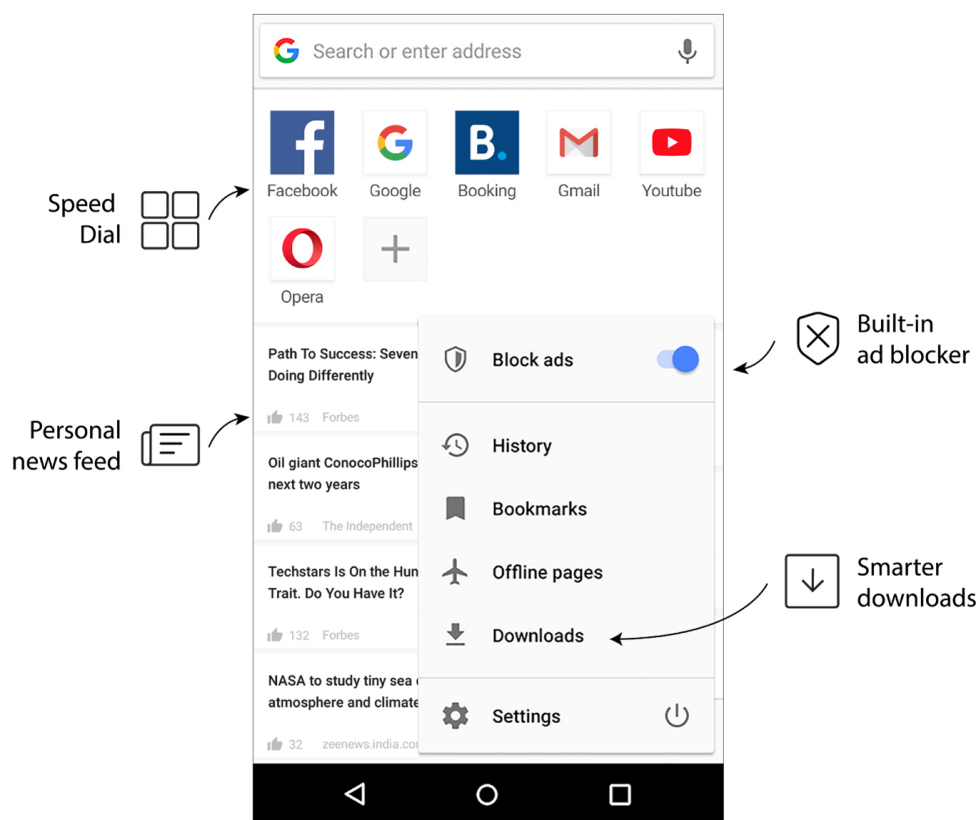 Search or enter address
Facebook Google Booking Gmail Youtube
B.
Speed
Dial
Opera
Built-in
ad blocker
Block ads
Path To Success: Seven
Doing Differently
143 Forbes
Personal
news feed
History
Oil giant ConocoPhillips
next two years
63 The Independent
Bookmarks
Offline pages
Techstars Is On the Hun
Trait. Do You Have It?
132 Forbes
Smarter
downloads
Downloads
NASA to study tiny sea
atmosphere and climate
32 zeenews.india.co
Settings